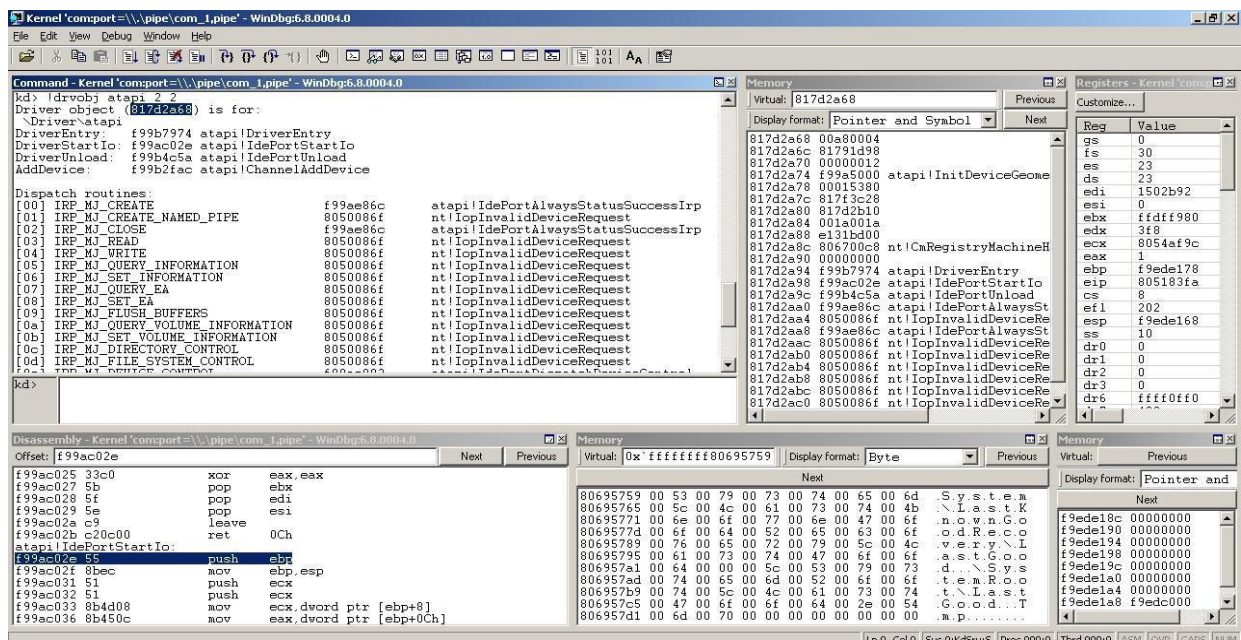 Kernel 'com:port=\\.\pipe\com_1,pipe' - WinDbg:6.8.0004.0
File Edit View Debug Window Help
Command - Kernel 'com:port=\\.\pipe\com_1,pipe' - WinDbg:6.8.0004.0
kd> !drvobj atapi 2 2
Driver object (817d2a68) is for:
\Driver\atapi
DriverEntry: f99b7974 atapi!DriverEntry
DriverStartIo: f99ac02e atapi!IdePortStartIo
DriverUnload: f99b4c5a atapi!IdePortUnload
AddDevice: f99b2fac atapi!ChannelAddDevice
Dispatch routines:
[00] IRP_MJ_CREATE f99ae86c atapi!IdePortAlwaysStatusSuccessIrp
[01] IRP_MJ_CREATE_NAMED_PIPE 8050086f nt!IopInvalidDeviceRequest
[02] IRP_MJ_CLOSE f99ae86c atapi!IdePortAlwaysStatusSuccessIrp
[03] IRP_MJ_READ 8050086f nt!IopInvalidDeviceRequest
[04] IRP_MJ_WRITE 8050086f nt!IopInvalidDeviceRequest
[05] IRP_MJ_QUERY_INFORMATION 8050086f nt!IopInvalidDeviceRequest
[06] IRP_MJ_SET_INFORMATION 8050086f nt!IopInvalidDeviceRequest
[07] IRP_MJ_QUERY_EA 8050086f nt!IopInvalidDeviceRequest
[08] IRP_MJ_SET_EA 8050086f nt!IopInvalidDeviceRequest
[09] IRP_MJ_FLUSH_BUFFERS 8050086f nt!IopInvalidDeviceRequest
[0a] IRP_MJ_QUERY_VOLUME_INFORMATION 8050086f nt!IopInvalidDeviceRequest
[0b] IRP_MJ_SET_VOLUME_INFORMATION 8050086f nt!IopInvalidDeviceRequest
[0c] IRP_MJ_DIRECTORY_CONTROL 8050086f nt!IopInvalidDeviceRequest
[0d] IRP_MJ_FILE_SYSTEM_CONTROL 8050086f nt!IopInvalidDeviceRequest
kd>
Memory
Virtual: 817d2a68 Previous
Display format: Pointer and Symbol Next
817d2a68 00a80004
817d2a6c 81791d98
817d2a70 00000012
817d2a74 f99a5000 atapi!InitDeviceGeome
817d2a78 00015380
817d2a7c 817f3c28
817d2a80 817d2b10
817d2a84 001a001a
817d2a88 e131bd00
817d2a8c 806700c8 nt!CmRegistryMachineH
817d2a90 00000000
817d2a94 f99b7974 atapi!DriverEntry
817d2a98 f99ac02e atapi!IdePortStartIo
817d2a9c f99b4c5a atapi!IdePortUnload
817d2aa0 f99ae86c atapi!IdePortAlwaysSt
817d2aa4 8050086f nt!IopInvalidDeviceRe
817d2aa8 f99ae86c atapi!IdePortAlwaysSt
817d2aac 8050086f nt!IopInvalidDeviceRe
817d2ab0 8050086f nt!IopInvalidDeviceRe
817d2ab4 8050086f nt!IopInvalidDeviceRe
817d2ab8 8050086f nt!IopInvalidDeviceRe
817d2abc 8050086f nt!IopInvalidDeviceRe
817d2ac0 8050086f nt!IopInvalidDeviceRe
Registers - Kernel 'com:p
Customize...
Reg Value
gs 0
fs 30
es 23
ds 23
edi 1502b92
esi 0
ebx ffdff980
edx 3f8
ecx 8054af9c
eax 1
ebp f9ede178
eip 805183fa
cs 8
efl 202
esp f9ede168
ss 10
dr0 0
dr1 0
dr2 0
dr3 0
dr6 ffff0ff0
Disassembly - Kernel 'com:port=\\.\pipe\com_1,pipe' - WinDbg:6.8.0004.0
Offset: f99ac02e Next Previous
f99ac025 33c0 xor eax,eax
f99ac027 5b pop ebx
f99ac028 5f pop edi
f99ac029 5e pop esi
f99ac02a c9 leave
f99ac02b c20c00 ret 0Ch
atapi!IdePortStartIo:
f99ac02e 55 push ebp
f99ac02f 8bec mov ebp,esp
f99ac031 51 push ecx
f99ac032 51 push ecx
f99ac033 8b4d08 mov ecx,dword ptr [ebp+8]
f99ac036 8b450c mov eax,dword ptr [ebp+0Ch]
Memory
Virtual: 0x`ffffffff80695759 Display format: Byte Previous
Next
80695759 00 53 00 79 00 73 00 74 00 65 00 6d .S.y.s.t.e.m
80695765 00 5c 00 4c 00 61 00 73 00 74 00 4b .\.L.a.s.t.K
80695771 00 6e 00 6f 00 77 00 6e 00 47 00 6f .n.o.w.n.G.o
8069577d 00 6f 00 64 00 52 00 65 00 63 00 6f .o.d.R.e.c.o
80695789 00 76 00 65 00 72 00 79 00 5c 00 4c .v.e.r.y.\.L
80695795 00 61 00 73 00 74 00 47 00 6f 00 6f .a.s.t.G.o.o
806957a1 00 64 00 00 00 5c 00 53 00 79 00 73 .d...\.S.y.s
806957ad 00 74 00 65 00 6d 00 52 00 6f 00 6f .t.e.m.R.o.o
806957b9 00 74 00 5c 00 4c 00 61 00 73 00 74 .t.\.L.a.s.t
806957c5 00 47 00 6f 00 6f 00 64 00 2e 00 54 .G.o.o.d...T
806957d1 00 6d 00 70 00 00 00 00 00 00 00 00 .m.p........
Memory
Virtual: Previous
Display format: Pointer and
Next
f9ede18c 00000000
f9ede190 00000000
f9ede194 00000000
f9ede198 00000000
f9ede19c 00000000
f9ede1a0 00000000
f9ede1a4 00000000
f9ede1a8 f9edc000
Ln 0, Col 0 Sys 0:KdSrv:S Proc 000:0 Thrd 000:0 ASM OVR CAPS NUM